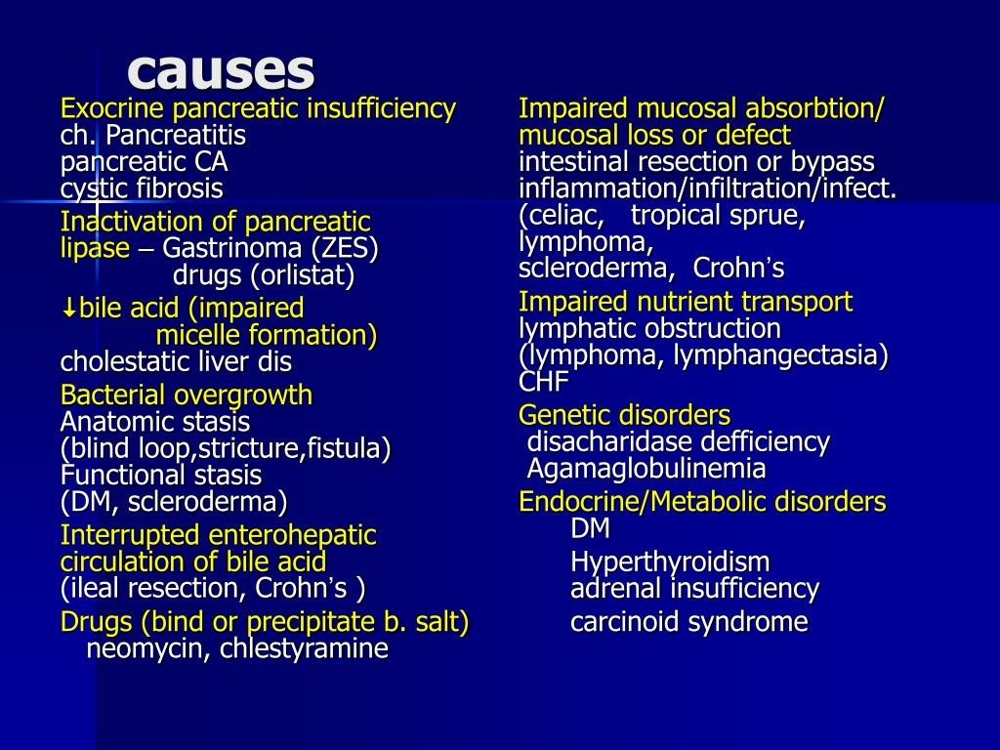 causes
Exocrine pancreatic insufficiency
ch. Pancreatitis
pancreatic CA
cystic fibrosis
Inactivation of pancreatic
lipase – Gastrinoma (ZES)
drugs (orlistat)
↓bile acid (impaired
micelle formation)
cholestatic liver dis
Bacterial overgrowth
Anatomic stasis
(blind loop,stricture,fistula)
Functional stasis
(DM, scleroderma)
Interrupted enterohepatic
circulation of bile acid
(ileal resection, Crohn’s )
Drugs (bind or precipitate b. salt)
neomycin, chlestyramine
Impaired mucosal absorbtion/
mucosal loss or defect
intestinal resection or bypass
inflammation/infiltration/infect.
(celiac, tropical sprue,
lymphoma,
scleroderma, Crohn’s
Impaired nutrient transport
lymphatic obstruction
(lymphoma, lymphangectasia)
CHF
Genetic disorders
disacharidase defficiency
Agamaglobulinemia
Endocrine/Metabolic disorders
DM
Hyperthyroidism
adrenal insufficiency
carcinoid syndrome